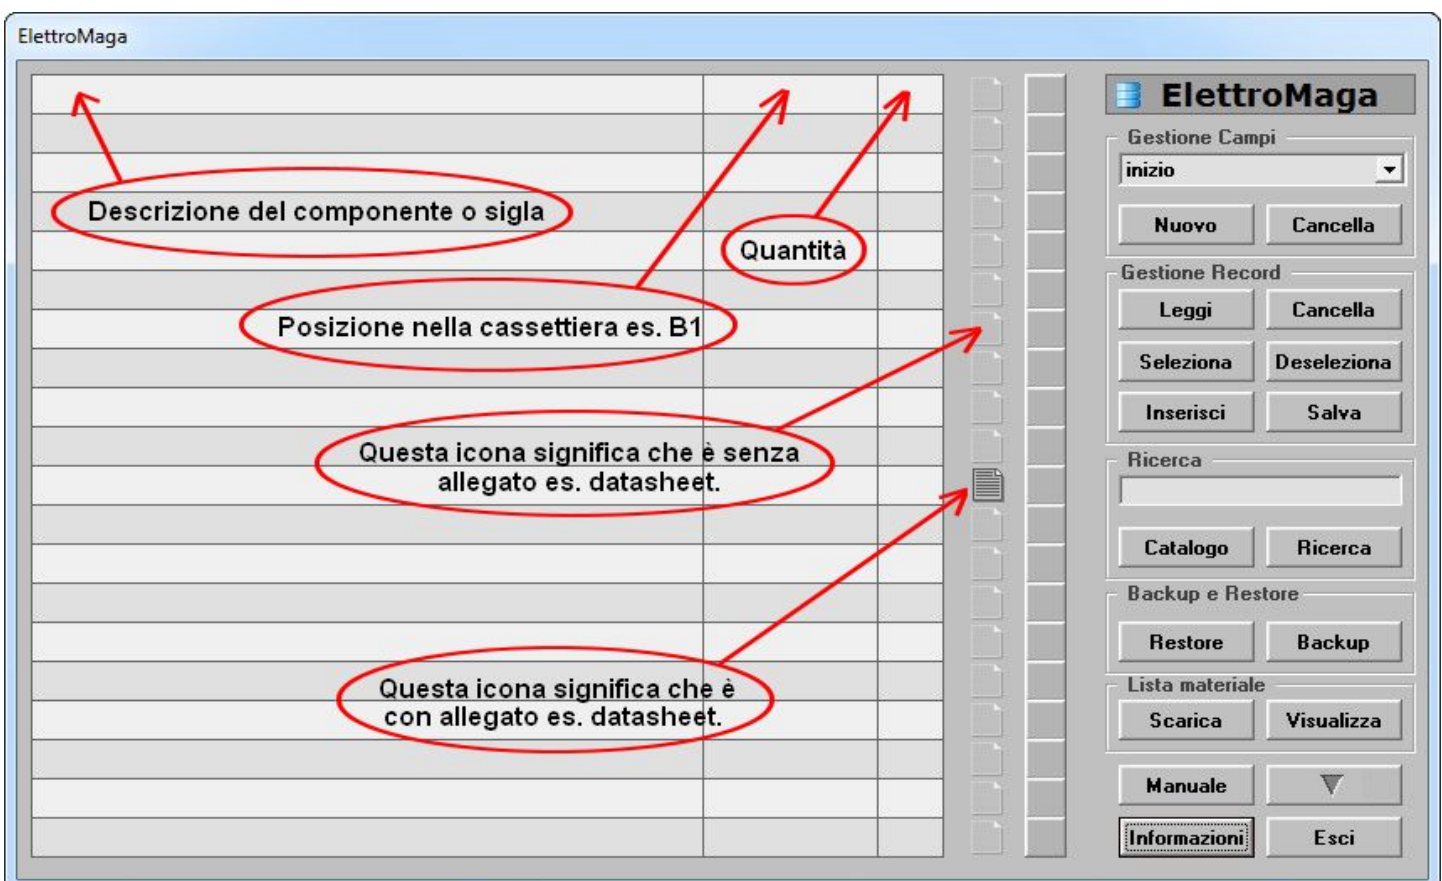 ElettroMaga
Descrizione del componente o sigla
Quantità
Posizione nella cassettiera es. B1
Questa icona significa che è senza
allegato es. datasheet.
Questa icona significa che è
con allegato es. datasheet.
ElettroMaga
Gestione Campi
inizio
Nuovo Cancella
Gestione Record
Leggi Cancella
Seleziona Deseleziona
Inserisci Salva
Ricerca
Catalogo Ricerca
Backup e Restore
Restore Backup
Lista materiale
Scarica Visualizza
Manuale
Informazioni Esci